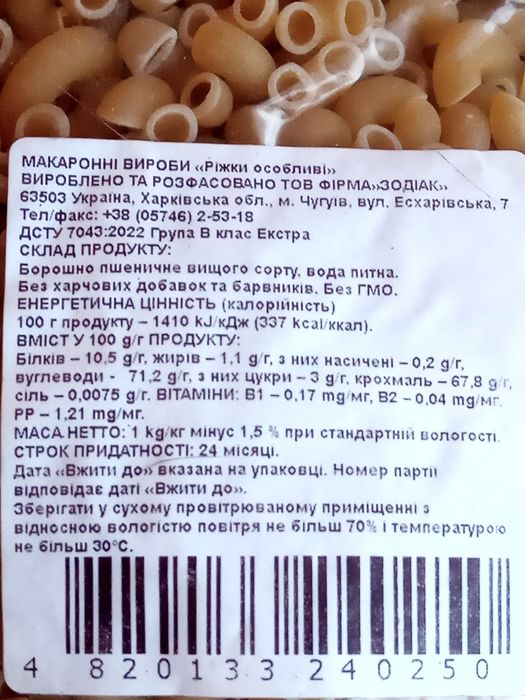 МАКАРОННІ ВИРОБИ «Ріжки особливі»
ВИРОБЛЕНО ТА РОЗФАСОВАНО ТОВ ФІРМА»ЗОДІАК»
63503 Україна, Харківська обл., м. Чугуїв, вул. Есхарівська, 7
Тел/факс: +38 (05746) 2-53-18
ДСТУ 7043:2022 Група В клас Екстра
СКЛАД ПРОДУКТУ:
Борошно пшеничне вищого сорту, вода питна.
Без харчових добавок та барвників. Без ГМО.
ЕНЕРГЕТИЧНА ЦІННІСТЬ (калорійність)
100 г продукту – 1410 kJ/кДж (337 kcal/ккал).
ВМІСТ У 100 g/г ПРОДУКТУ:
Білків – 10,5 g/г, жирів – 1,1 g/г, з них насичені – 0,2 g/г,
вуглеводи - 71,2 g/г, з них цукри – 3 g/г, крохмаль – 67,8 g/г,
сіль – 0,0075 g/г. ВІТАМІНИ: В1 – 0,17 mg/мг, В2 – 0,04 mg/мг,
РР – 1,21 mg/мг.
МАСА НЕТТО: 1 kg/кг мінус 1,5 % при стандартній вологості.
СТРОК ПРИДАТНОСТІ: 24 місяці.
Дата «Вжити до» вказана на упаковці. Номер партії
відповідає даті «Вжити до».
Зберігати у сухому провітрюваному приміщенні з
відносною вологістю повітря не більш 70% і температурою
не більш 30°С.
4 820133 240250